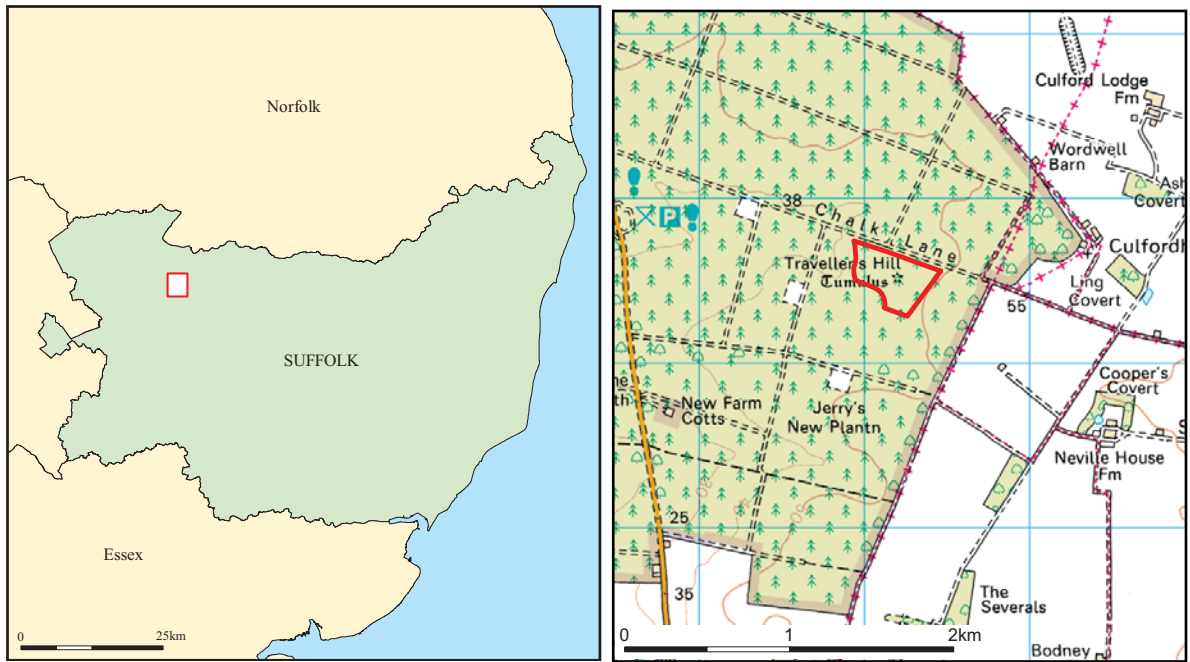 Norfolk
SUFFOLK
Essex
0 25km
Culford Lodge
Fm
Wordwell
Barn
Ash
Covert
38
Chalk Lane
P
Traveller's Hill
Tumulus
Culfordh
Ling
Covert
55
Cooper's
Covert
New Farm
Cotts
Jerry's
New Plantn
Neville House
Fm
25
35
The
Severals
Bodney
0 1 2km